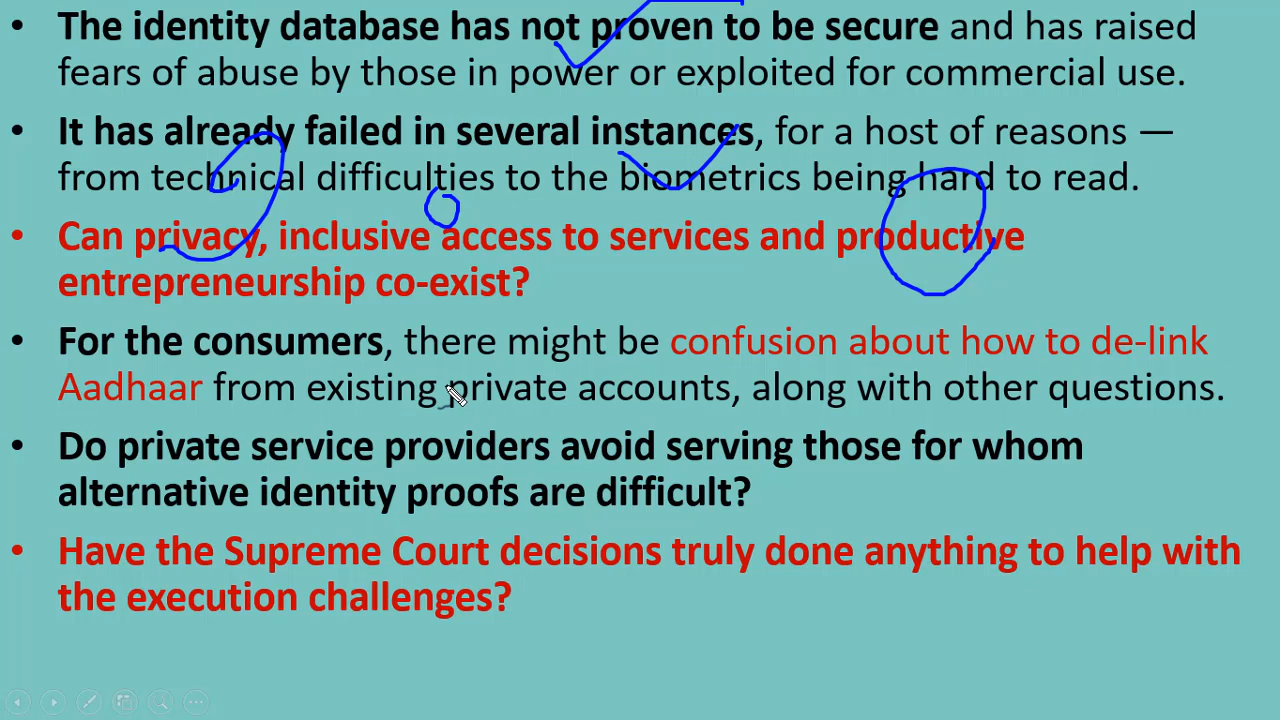 • The identity database has not proven to be secure and has raised
fears of abuse by those in power or exploited for commercial use.
• It has already failed in several instances, for a host of reasons —
from technical difficulties to the biometrics being hard to read.
• Can privacy, inclusive access to services and productive
entrepreneurship co-exist?
• For the consumers, there might be confusion about how to de-link
Aadhaar from existing private accounts, along with other questions.
• Do private service providers avoid serving those for whom
alternative identity proofs are difficult?
• Have the Supreme Court decisions truly done anything to help with
the execution challenges?